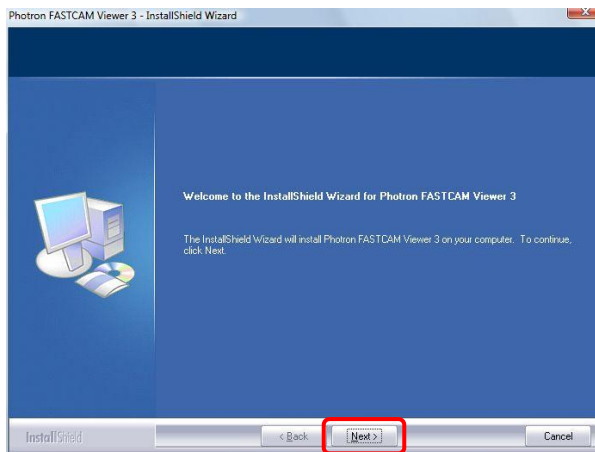 Photron FASTCAM Viewer 3 - InstallShield Wizard
Welcome to the InstallShield Wizard for Photron FASTCAM Viewer 3
The InstallShield Wizard will install Photron FASTCAM Viewer 3 on your computer. To continue,
click Next.
InstallShield
< Back
Next >
Cancel